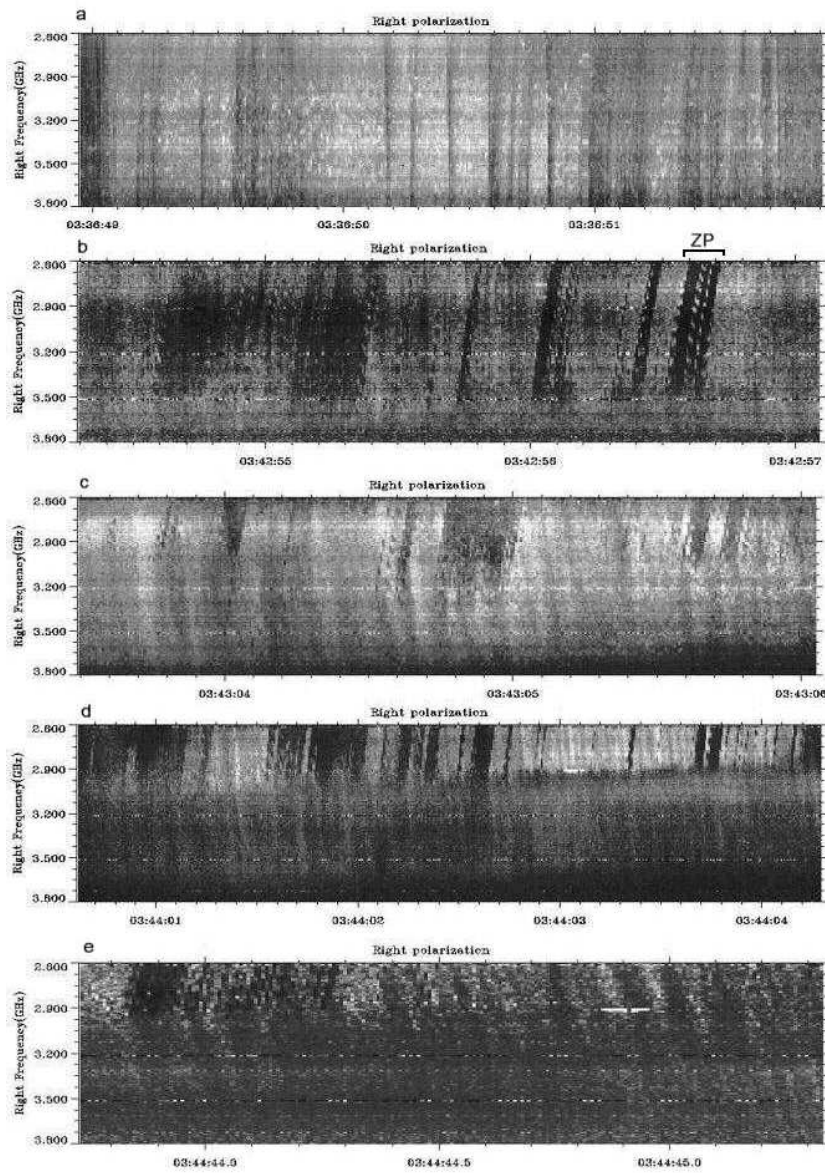 a
Right polarization
Right Frequency(GHz)
2.600
2.900
3.200
3.500
3.800
03:36:49 03:36:50 03:36:51
b
Right polarization
ZP
Right Frequency(GHz)
2.600
2.900
3.200
3.500
3.800
03:42:55 03:42:56 03:42:57
c
Right polarization
Right Frequency(GHz)
2.600
2.900
3.200
3.500
3.800
03:43:04 03:43:05 03:43:06
d
Right polarization
Right Frequency(GHz)
2.600
2.900
3.200
3.500
3.800
03:44:01 03:44:02 03:44:03 03:44:04
e
Right polarization
Right Frequency(GHz)
2.600
2.900
3.200
3.500
3.800
03:44:44.0 03:44:44.5 03:44:45.0